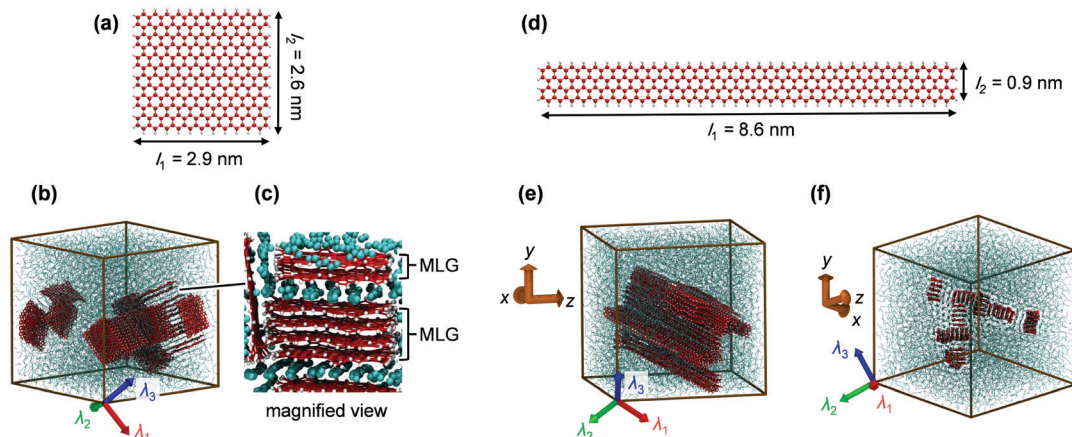 (a)
l₂ = 2.6 nm
l₁ = 2.9 nm
(d)
l₂ = 0.9 nm
l₁ = 8.6 nm
(b)
λ₃
λ₂
λ₁
(c)
MLG
MLG
magnified view
(e)
y
x
z
λ₃
λ₂
λ₁
(f)
y
x
λ₃
λ₂
λ₁